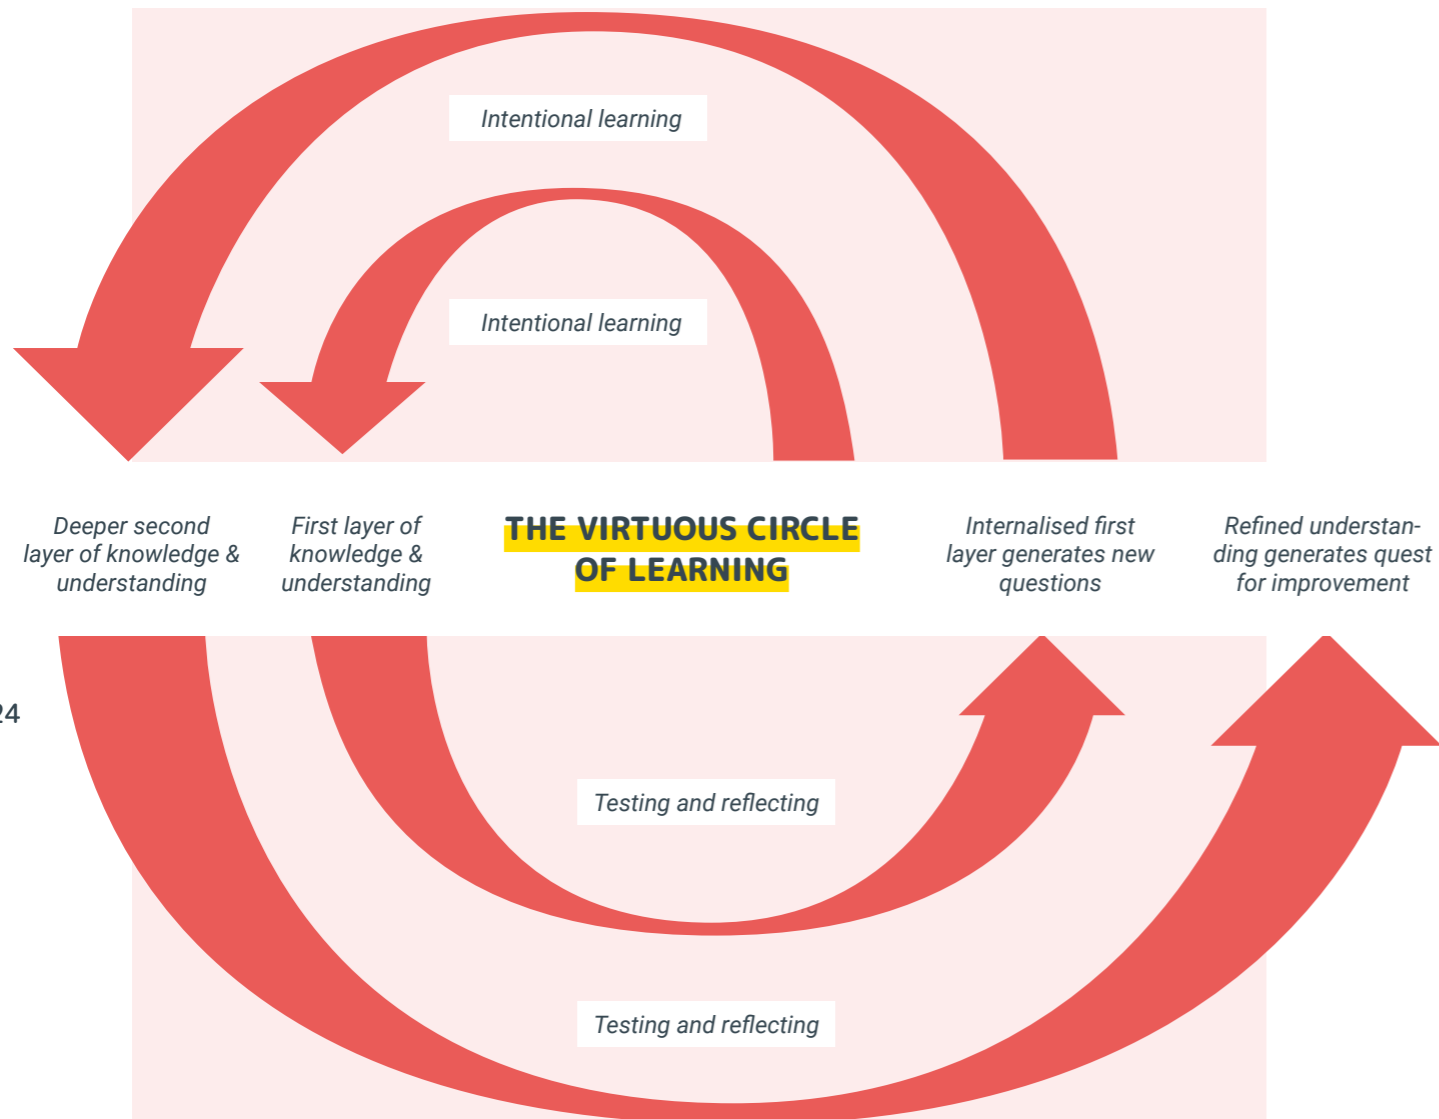 Intentional learning
Intentional learning
Deeper second
layer of knowledge &
understanding
First layer of
knowledge &
understanding
THE VIRTUOUS CIRCLE
OF LEARNING
Internalised first
layer generates new
questions
Refined understan-
ding generates quest
for improvement
24
Testing and reflecting
Testing and reflecting